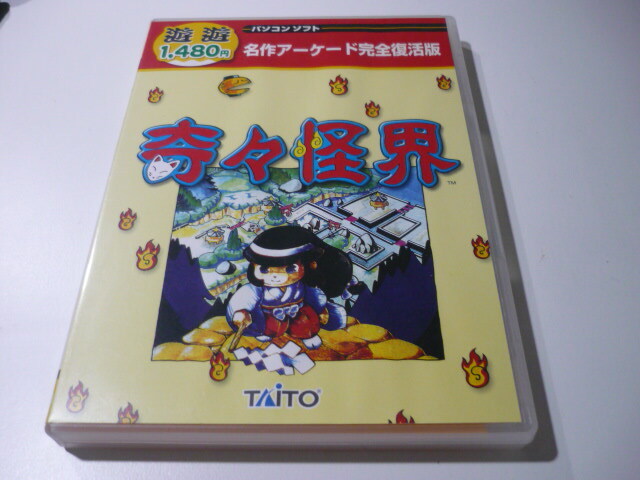 遊遊
1,480円
パソコンソフト
名作アーケード完全復活版
奇々怪界
™
TAITO®